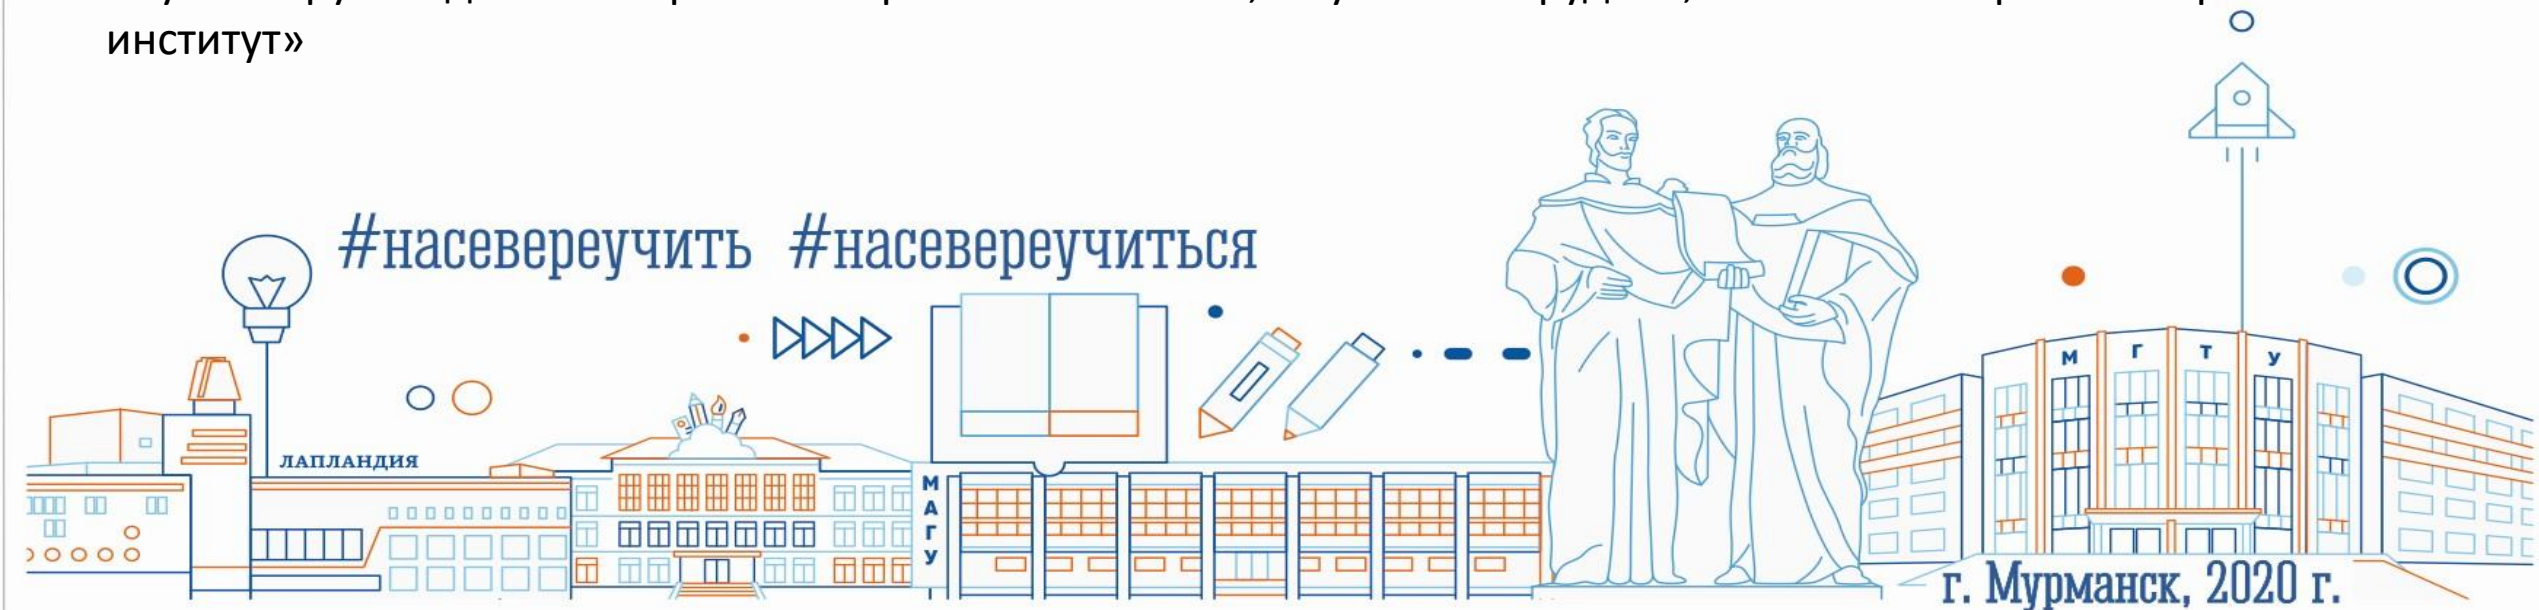 институт»
#насевереучить #насевереучиться
ЛАПЛАНДИЯ
МАГУ
МГТУ
г. Мурманск, 2020 г.